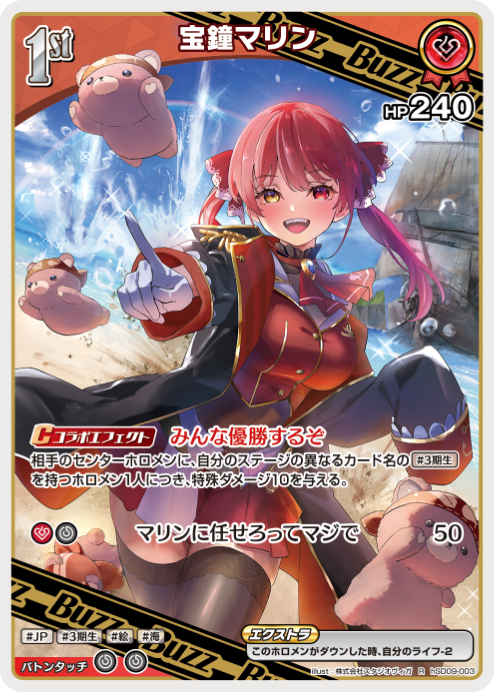 1st
宝鐘マリン
Buzz Buzz Buzz
HP240
コラボエフェクト みんな優勝するぞ
相手のセンターホロメンに、自分のステージの異なるカード名の #3期生
を持つホロメン1人につき、特殊ダメージ10を与える。
マリンに任せろってマジで 50
Buzz Buzz Buzz
#JP #3期生 #絵 #海
エクストラ
このホロメンがダウンした時、自分のライフ-2
バトンタッチ
illust：株式会社スタジオヴィガ R hSD09-003